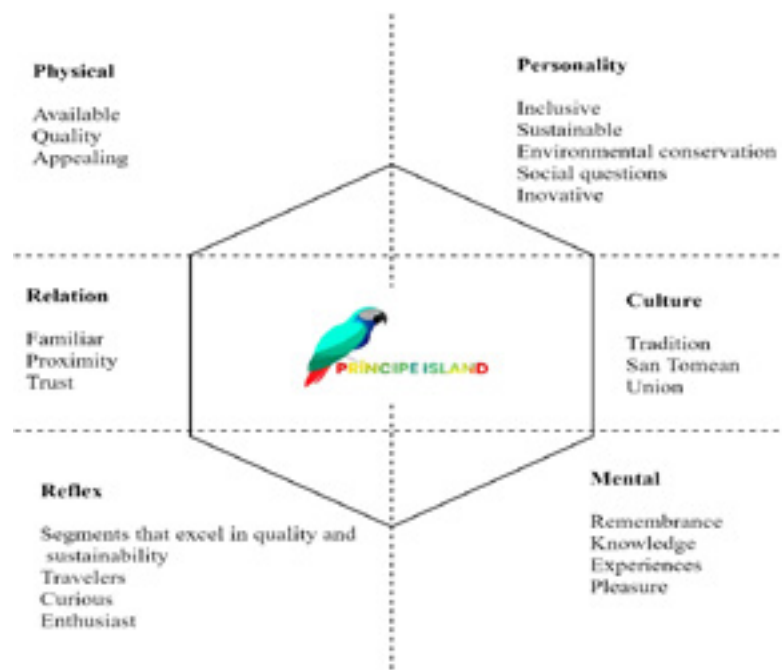 Physical
Available
Quality
Appealing
Personality
Inclusive
Sustainable
Environmental conservation
Social questions
Inovative
Relation
Familiar
Proximity
Trust
PRÍNCIPE ISLAND
Culture
Tradition
San Tomean
Union
Reflex
Segments that excel in quality and
sustainability
Travelers
Curious
Enthusiast
Mental
Remembrance
Knowledge
Experiences
Pleasure